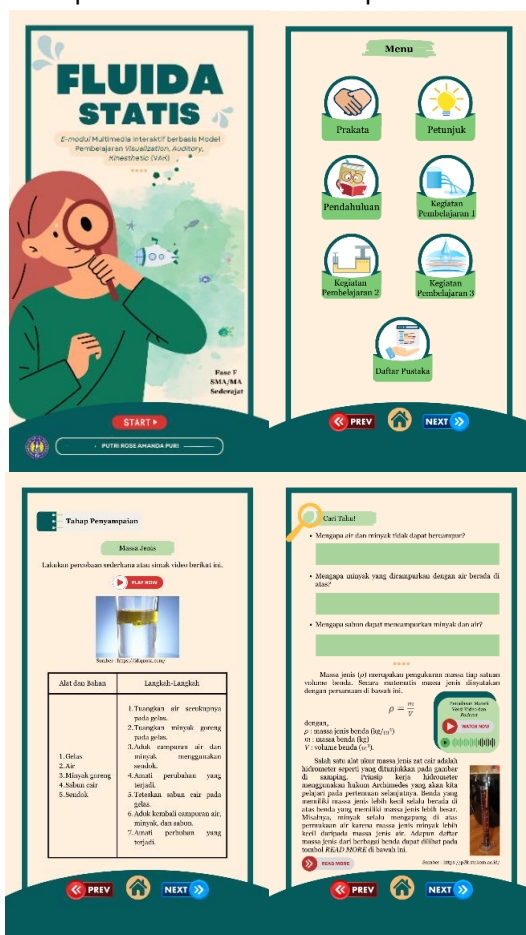 FLUIDA
STATIS
E-modul Multimedia Interaktif berbasis Model
Pembelajaran Visualization, Auditory,
Kinesthetic (VAK)
Fase F
SMA/MA
Sederajat
START
PUTRI ROSE AMANDA PURI
Menu
Prakata
Petunjuk
Pendahuluan
Kegiatan
Pembelajaran 1
Kegiatan
Pembelajaran 2
Kegiatan
Pembelajaran 3
Daftar Pustaka
PREV
NEXT
Tahap Penyampaian
Massa Jenis
Lakukan percobaan sederhana atau simak video berikut ini.
PLAY NOW
Alat dan Bahan
Langkah-Langkah
1. Gelas
2. Air
3. Minyak goreng
4. Sabun cair
5. Sendok
1. Tuangkan air secukupnya
pada gelas.
2. Tuangkan minyak goreng
pada gelas.
3. Aduk campuran air dan
minyak menggunakan
sendok.
4. Amati perubahan yang
terjadi.
5. Teteskan sabun cair pada
gelas.
6. Aduk kembali campuran air,
minyak, dan sabun.
7. Amati perubahan yang
terjadi.
PREV
NEXT
Cari Tahu!
• Mengapa air dan minyak tidak dapat bercampur?
• Mengapa minyak yang dicampurkan dengan air berada di
atas?
• Mengapa sabun dapat mencampurkan minyak dan air?
Massa jenis (ρ) merupakan pengukuran massa tiap satuan
volume benda. Secara matematis massa jenis dinyatakan
dengan persamaan di bawah ini.
ρ = m/V
dengan,
ρ : massa jenis benda (kg/m³)
m : massa benda (kg)
V : volume benda (m³).
Versi Video dan
Podcast
WATCH NOW
Salah satu alat ukur massa jenis zat cair adalah
hidrometer seperti yang ditunjukkan pada gambar
di samping. Prinsip kerja hidrometer
menggunakan hukum Archimedes yang akan kita
pelajari pada pertemuan selanjutnya. Benda yang
memiliki massa jenis lebih kecil selalu berada di
atas benda yang memiliki massa jenis lebih besar.
Misalnya, minyak selalu mengapung di atas
permukaan air karena massa jenis minyak lebih
kecil daripada massa jenis air. Adapun daftar
massa jenis dari berbagai benda dapat dilihat pada
tombol READ MORE di bawah ini.
READ MORE
PREV
NEXT